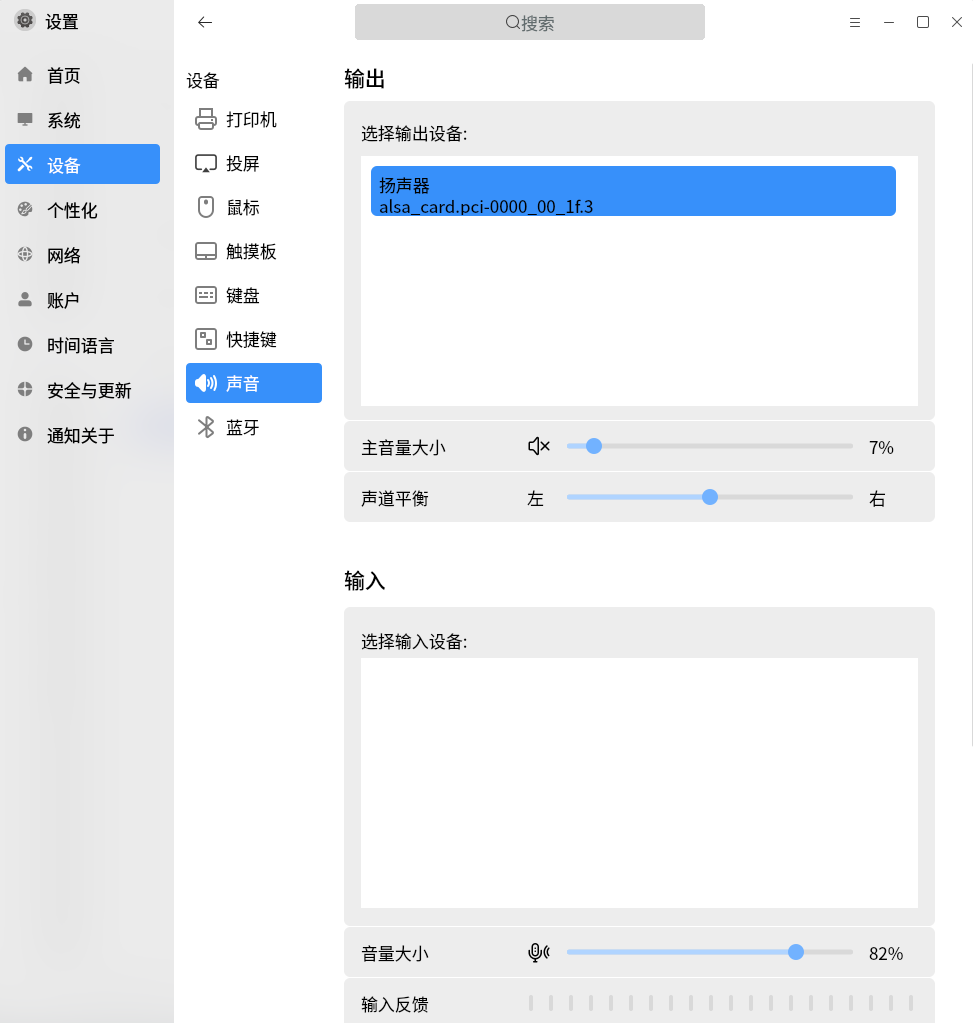 设置
首页
系统
设备
个性化
网络
账户
时间语言
安全与更新
通知关于
搜索
设备
打印机
投屏
鼠标
触摸板
键盘
快捷键
声音
蓝牙
输出
选择输出设备:
扬声器
alsa_card.pci-0000_00_1f.3
主音量大小 7%
声道平衡 左 右
输入
选择输入设备:
音量大小 82%
输入反馈